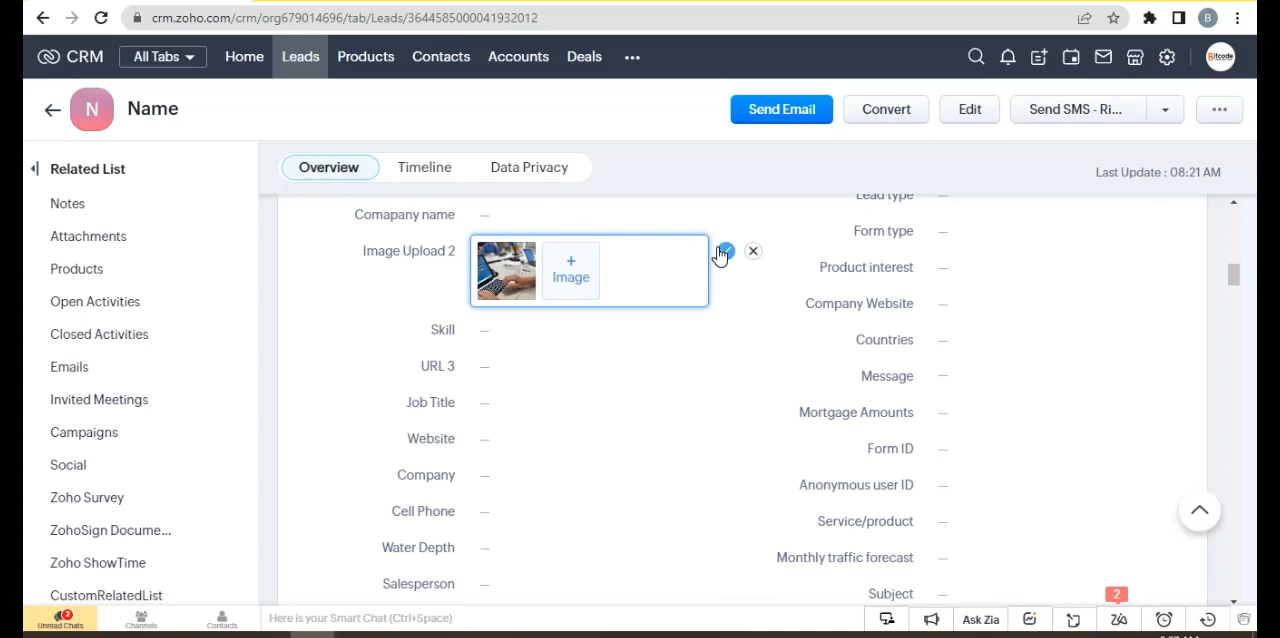 crm.zoho.com/crm/org679014696/tab/Leads/3644585000041932012
B
CRM
All Tabs
Home
Leads
Products
Contacts
Accounts
Deals
•••
Bitcode
N
Name
Send Email
Convert
Edit
Send SMS - Ri...
•••
Related List
Overview
Timeline
Data Privacy
Last Update : 08:21 AM
Notes
Attachments
Products
Open Activities
Closed Activities
Emails
Invited Meetings
Campaigns
Social
Zoho Survey
ZohoSign Docume...
Zoho ShowTime
CustomRelatedList
Comapany name —
Image Upload 2
+
Image
Skill —
URL 3 —
Job Title —
Website —
Company —
Cell Phone —
Water Depth —
Salesperson —
Lead type —
Form type —
Product interest —
Company Website —
Countries —
Message —
Mortgage Amounts —
Form ID —
Anonymous user ID —
Service/product —
Monthly traffic forecast —
Subject —
2
2
Unread Chats
Channels
Contacts
Here is your Smart Chat (Ctrl+Space)
Ask Zia